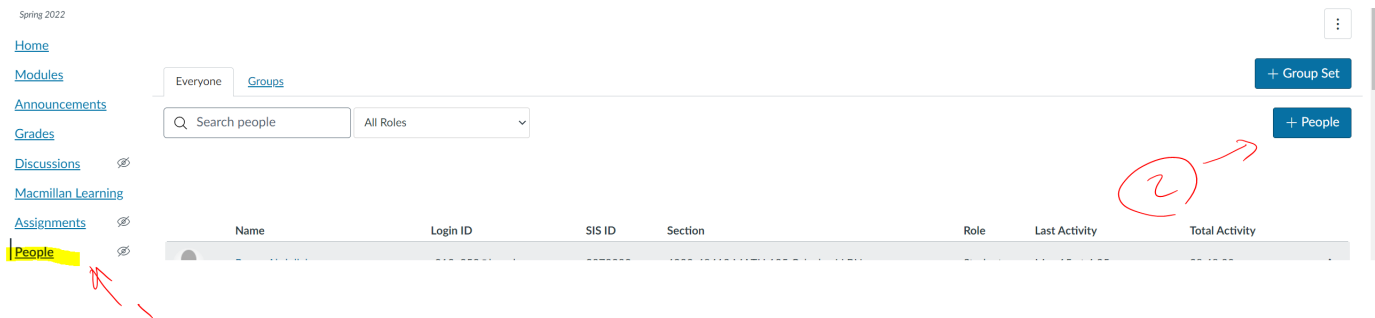 Spring 2022
Home
Modules
Announcements
Grades
Discussions
Macmillan Learning
Assignments
People
Everyone Groups
+ Group Set
Search people All Roles
+ People
2
Name Login ID SIS ID Section Role Last Activity Total Activity